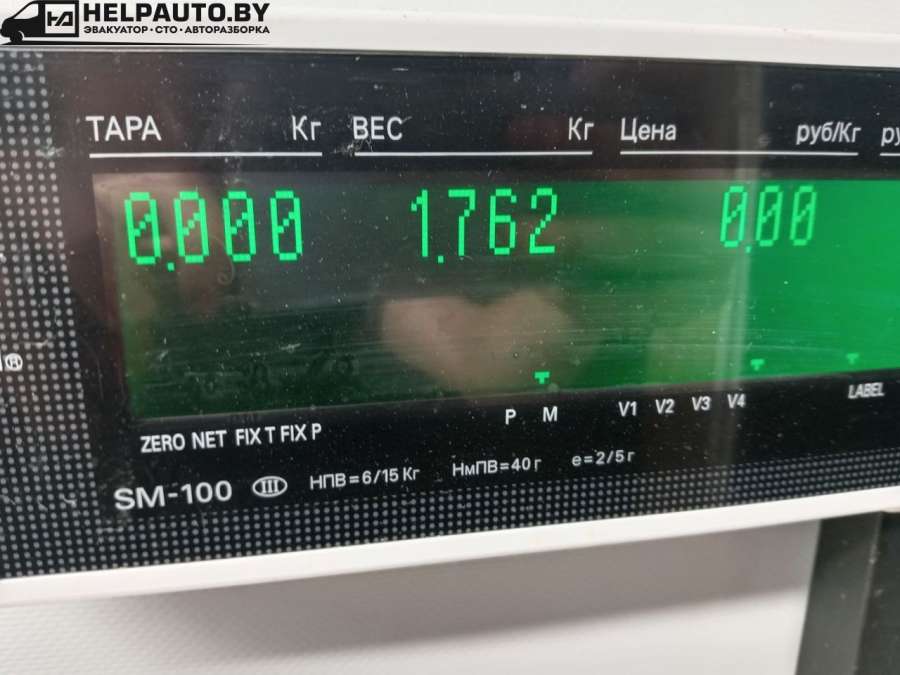 HELPAUTO.BY
ЭВАКУАТОР · СТО · АВТОРАЗБОРКА
ТАРА Кг ВЕС Кг Цена руб/Кг
0.000 1.762 0.00
P M V1 V2 V3 V4 LABEL
ZERO NET FIX T FIX P
SM-100 III НПВ=6/15 Кг НмПВ=40 г e=2/5 г